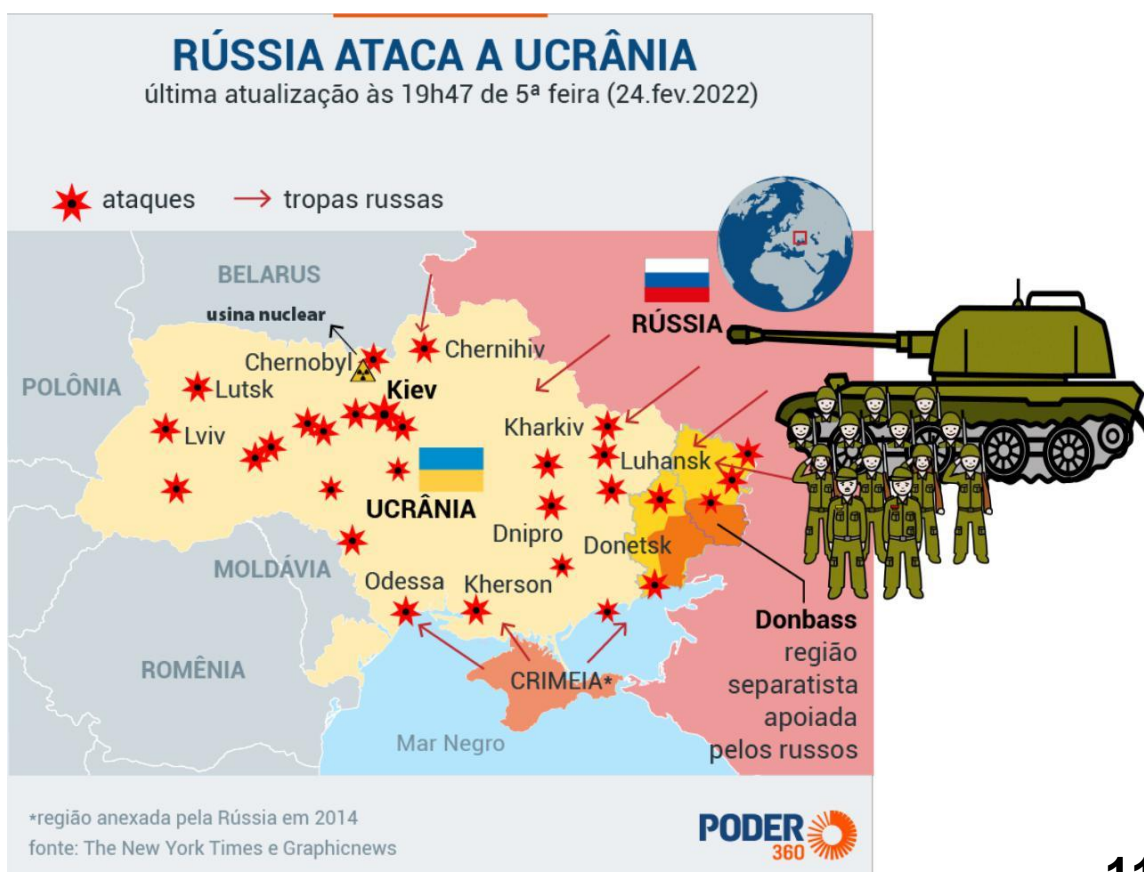 RÚSSIA ATACA A UCRÂNIA
última atualização às 19h47 de 5ª feira (24.fev.2022)
ataques
tropas russas
BELARUS
usina nuclear
RÚSSIA
Chernobyl
Chernihiv
POLÔNIA
Lutsk
Kiev
Lviv
Kharkiv
Luhansk
UCRÂNIA
Dnipro
Donetsk
MOLDÁVIA
Odessa
Kherson
Donbass
região
separatista
apoiada
pelos russos
ROMÊNIA
CRIMEIA*
Mar Negro
*região anexada pela Rússia em 2014
fonte: The New York Times e Graphicnews
PODER
360
11